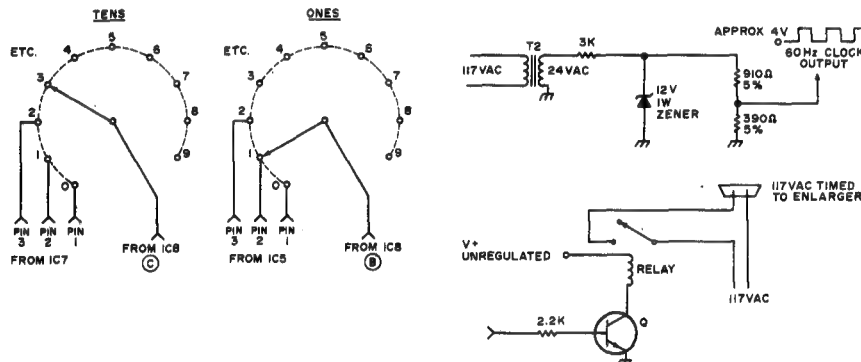 TENS
ETC.
0
1
2
3
4
5
6
7
8
9
PIN 3
PIN 2
PIN 1
FROM IC7
FROM IC8
C
ONES
ETC.
0
1
2
3
4
5
6
7
8
9
PIN 3
PIN 2
PIN 1
FROM IC5
FROM IC8
B
117VAC
T2
24VAC
3K
12V
1W
ZENER
910Ω
5%
390Ω
5%
APPROX 4V
60Hz CLOCK
OUTPUT
117VAC TIMED
TO ENLARGER
V+
UNREGULATED
RELAY
117VAC
2.2K
Q